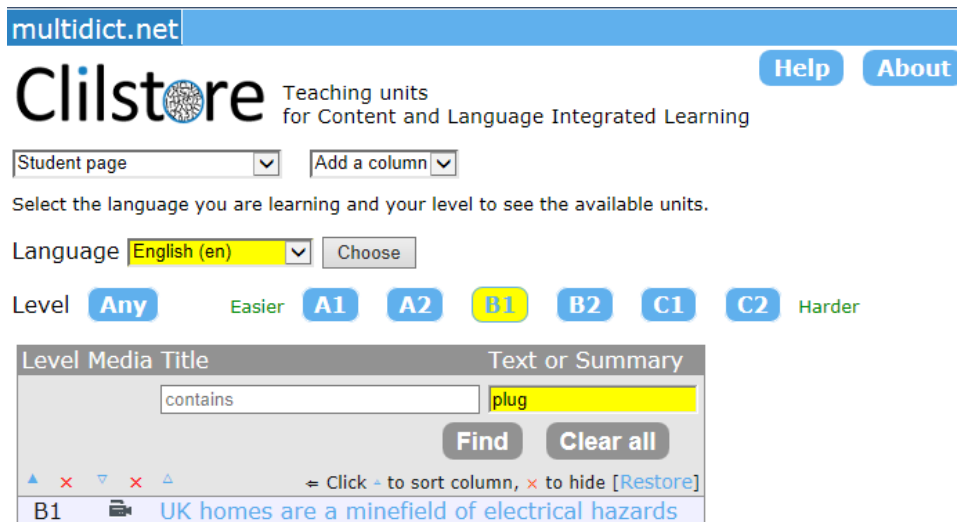 multidict.net
Help About
Clilstore Teaching units
for Content and Language Integrated Learning
Student page Add a column
Select the language you are learning and your level to see the available units.
Language English (en) Choose
Level Any Easier A1 A2 B1 B2 C1 C2 Harder
Level Media Title Text or Summary
contains plug
Find Clear all
▲ × ▽ × △ ⇐ Click ▵ to sort column, × to hide [Restore]
B1 UK homes are a minefield of electrical hazards